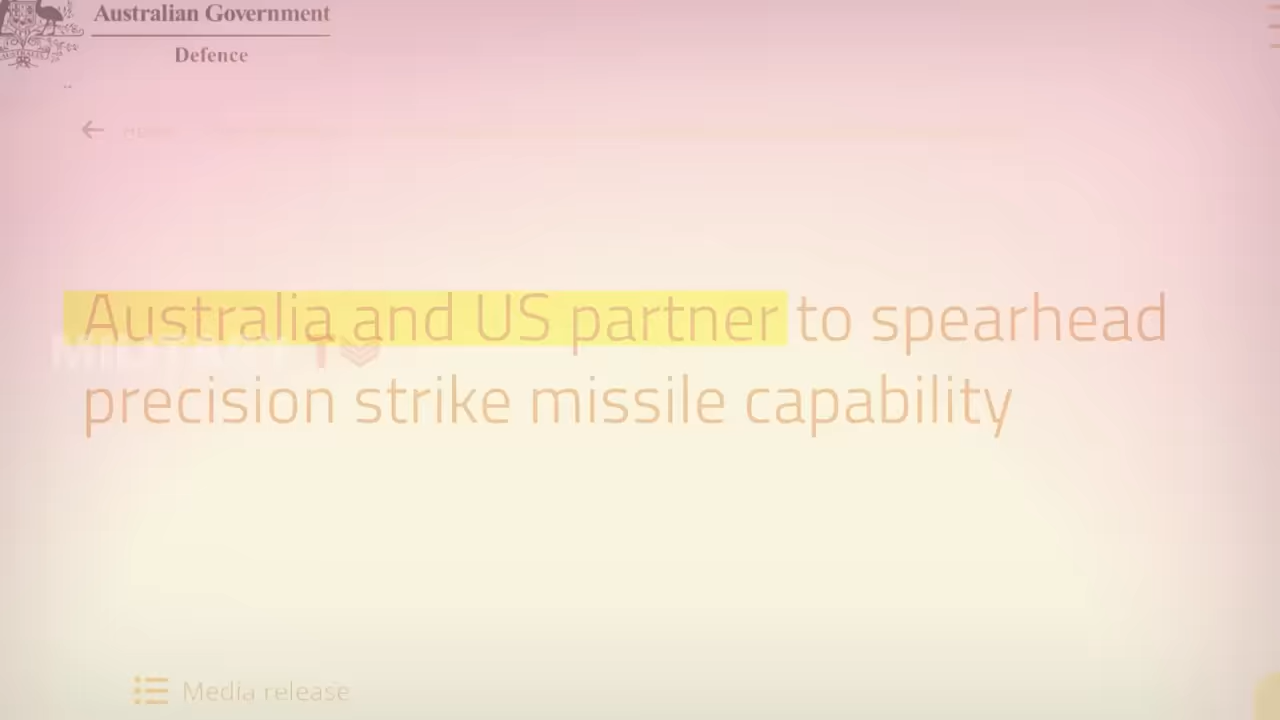 Australian Government
Defence
Australia and US partner to spearhead
precision strike missile capability
Media release